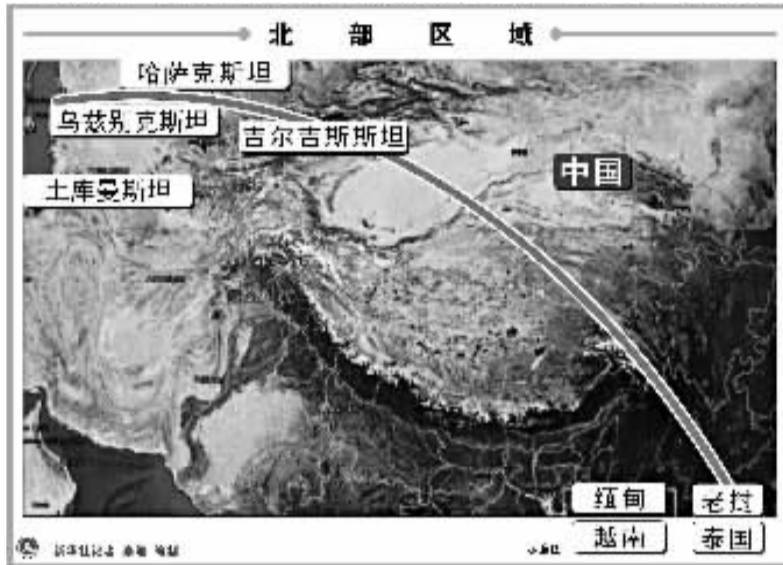 北部区域
哈萨克斯坦
乌兹别克斯坦
吉尔吉斯斯坦
中国
土库曼斯坦
缅甸 老挝
越南 泰国